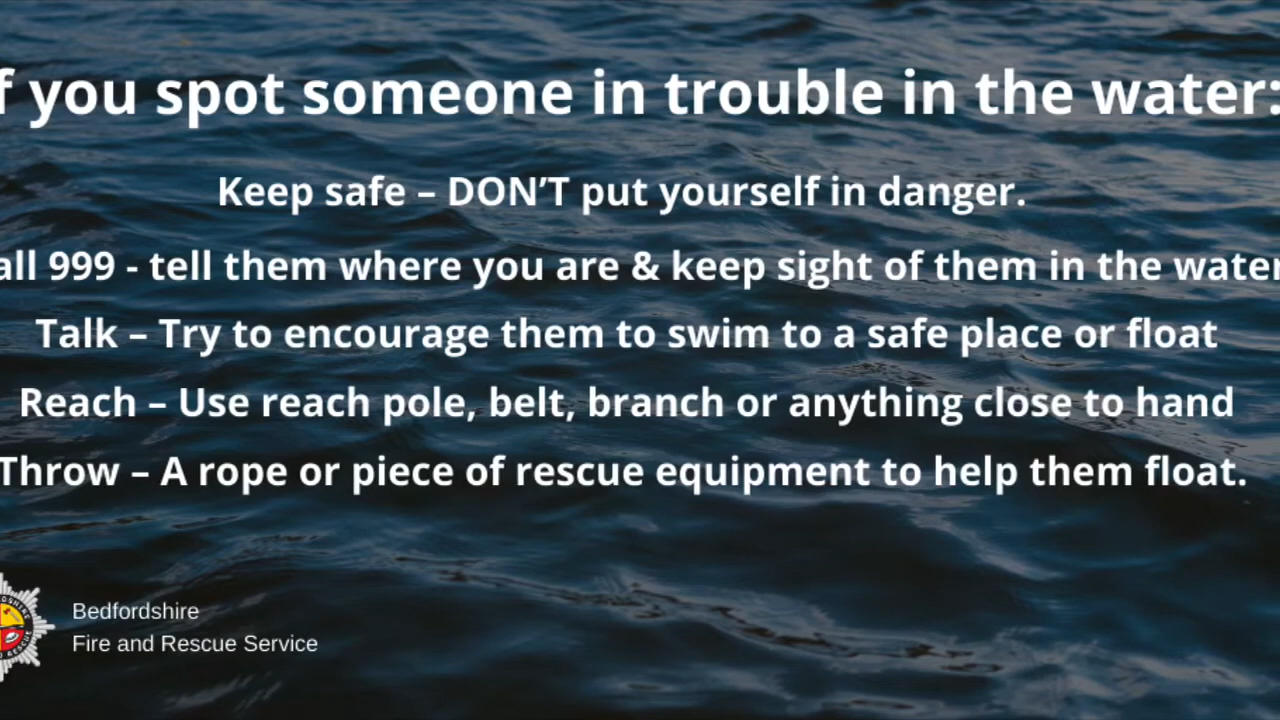 f you spot someone in trouble in the water:
Keep safe – DON’T put yourself in danger.
all 999 - tell them where you are & keep sight of them in the water
Talk – Try to encourage them to swim to a safe place or float
Reach – Use reach pole, belt, branch or anything close to hand
Throw – A rope or piece of rescue equipment to help them float.
Bedfordshire
Fire and Rescue Service